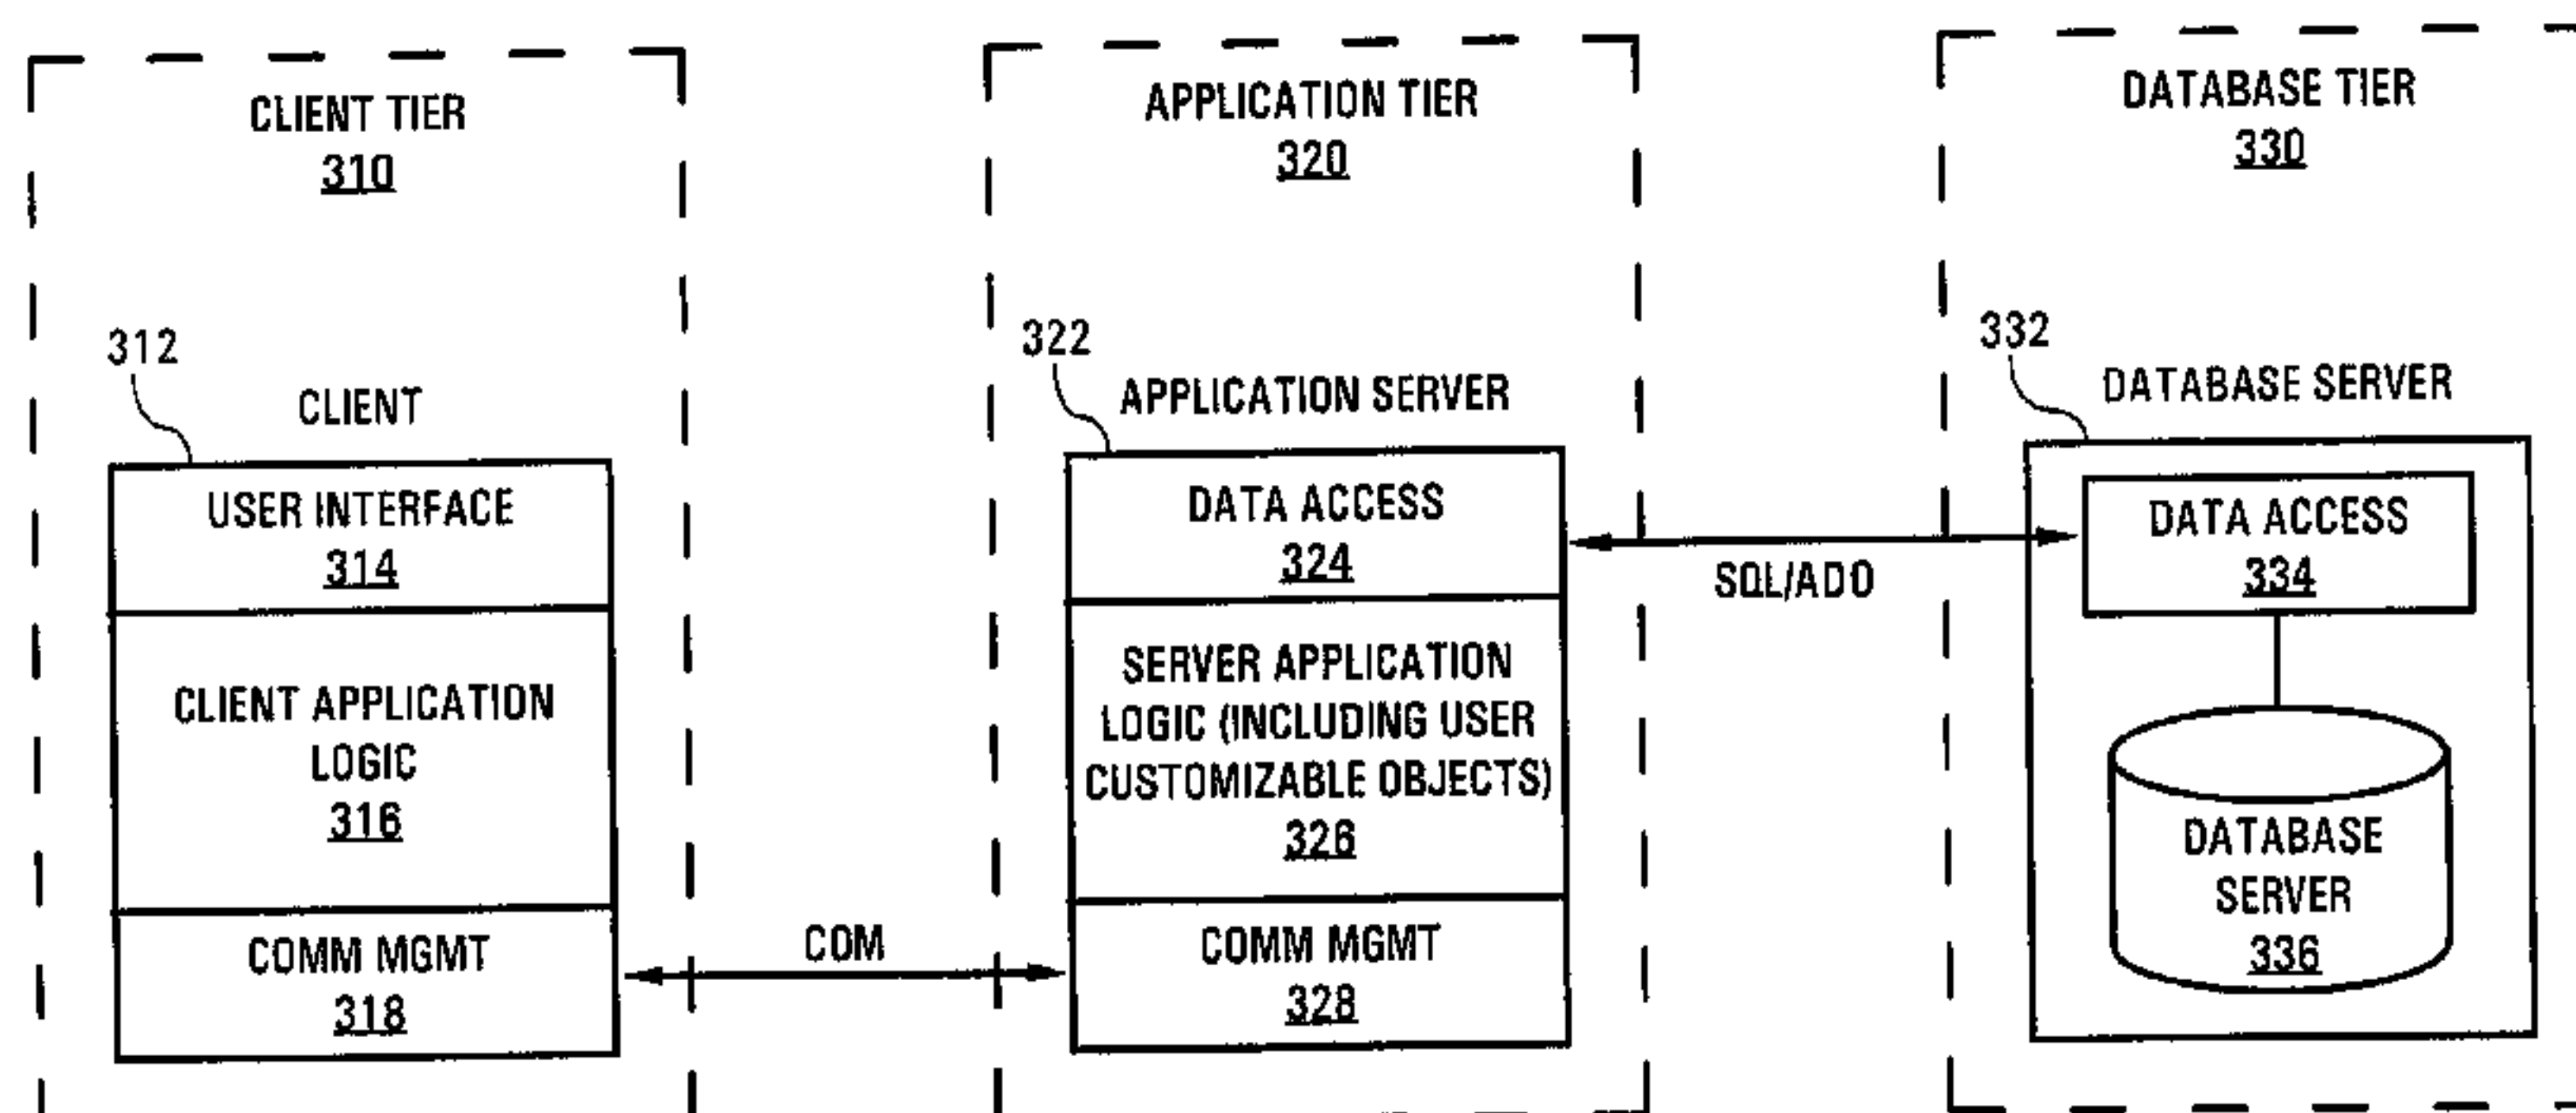 CLIENT TIER
310
312
CLIENT
USER INTERFACE
314
CLIENT APPLICATION
LOGIC
316
COMM MGMT
318
COM
APPLICATION TIER
320
322
APPLICATION SERVER
DATA ACCESS
324
SERVER APPLICATION
LOGIC (INCLUDING USER
CUSTOMIZABLE OBJECTS)
326
COMM MGMT
328
SQL/ADO
DATABASE TIER
330
332
DATABASE SERVER
DATA ACCESS
334
DATABASE
SERVER
336